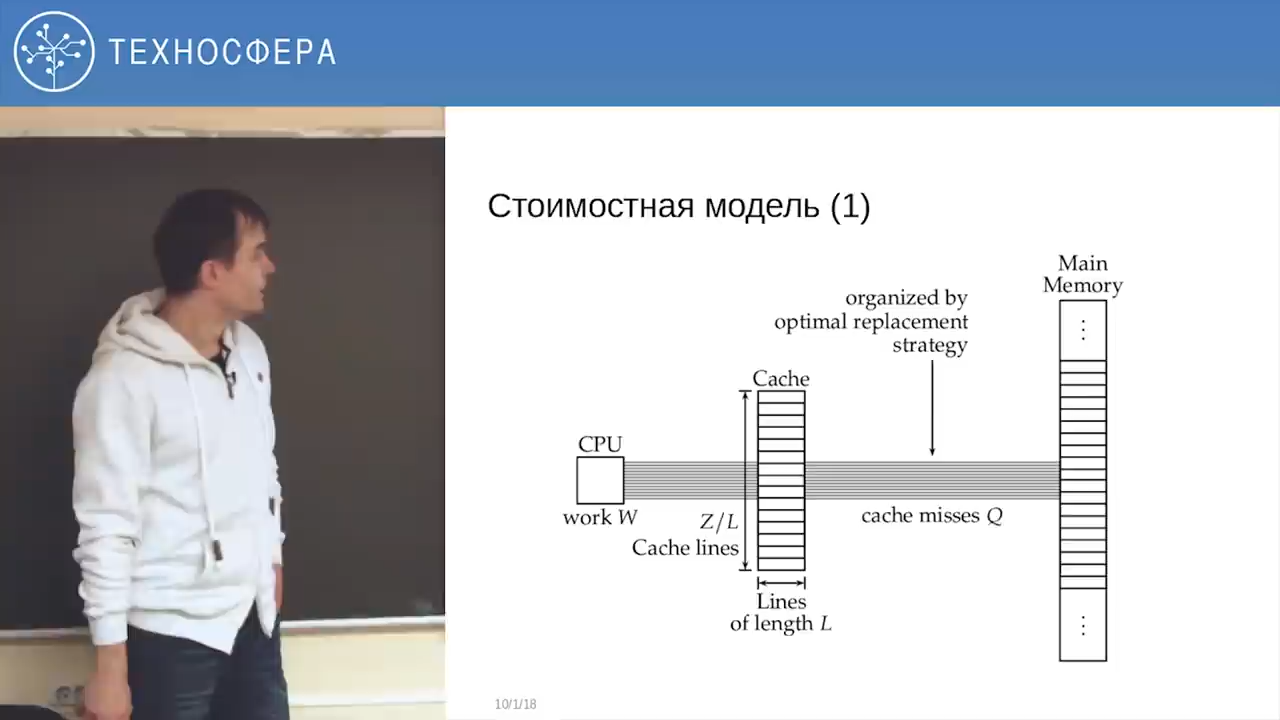 ТЕХНОСФЕРА
Стоимостная модель (1)
Main
Memory
organized by
optimal replacement
strategy
Cache
CPU
work W
Z/L
Cache lines
cache misses Q
Lines
of length L
10/1/18